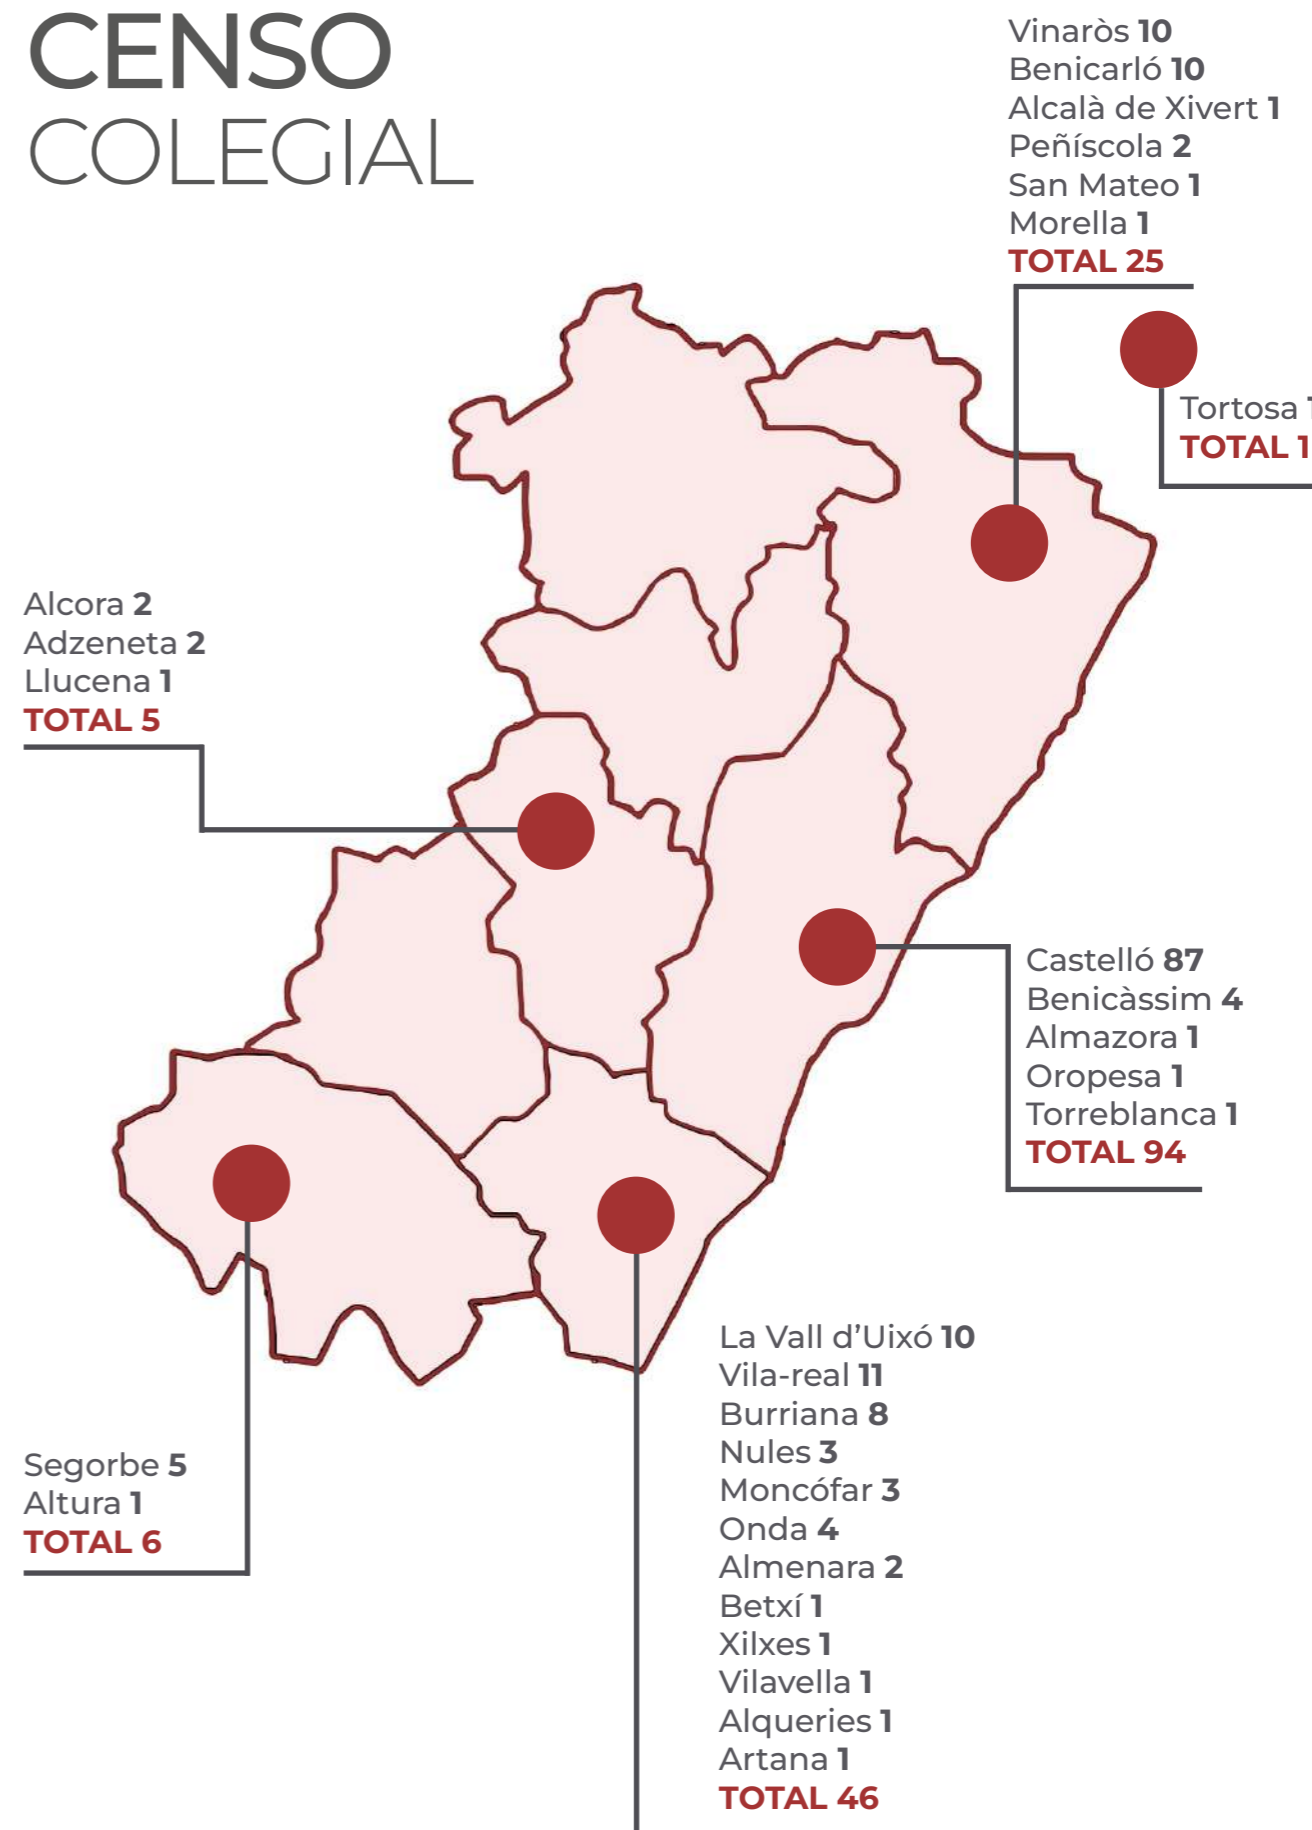 CENSO
COLEGIAL
Vinaròs 10
Benicarló 10
Alcalà de Xivert 1
Peñíscola 2
San Mateo 1
Morella 1
TOTAL 25
Tortosa 1
TOTAL 1
Alcora 2
Adzeneta 2
Llucena 1
TOTAL 5
Castelló 87
Benicàssim 4
Almazora 1
Oropesa 1
Torreblanca 1
TOTAL 94
La Vall d’Uixó 10
Vila-real 11
Burriana 8
Nules 3
Moncófar 3
Onda 4
Almenara 2
Betxí 1
Xilxes 1
Vilavella 1
Alqueries 1
Artana 1
TOTAL 46
Segorbe 5
Altura 1
TOTAL 6